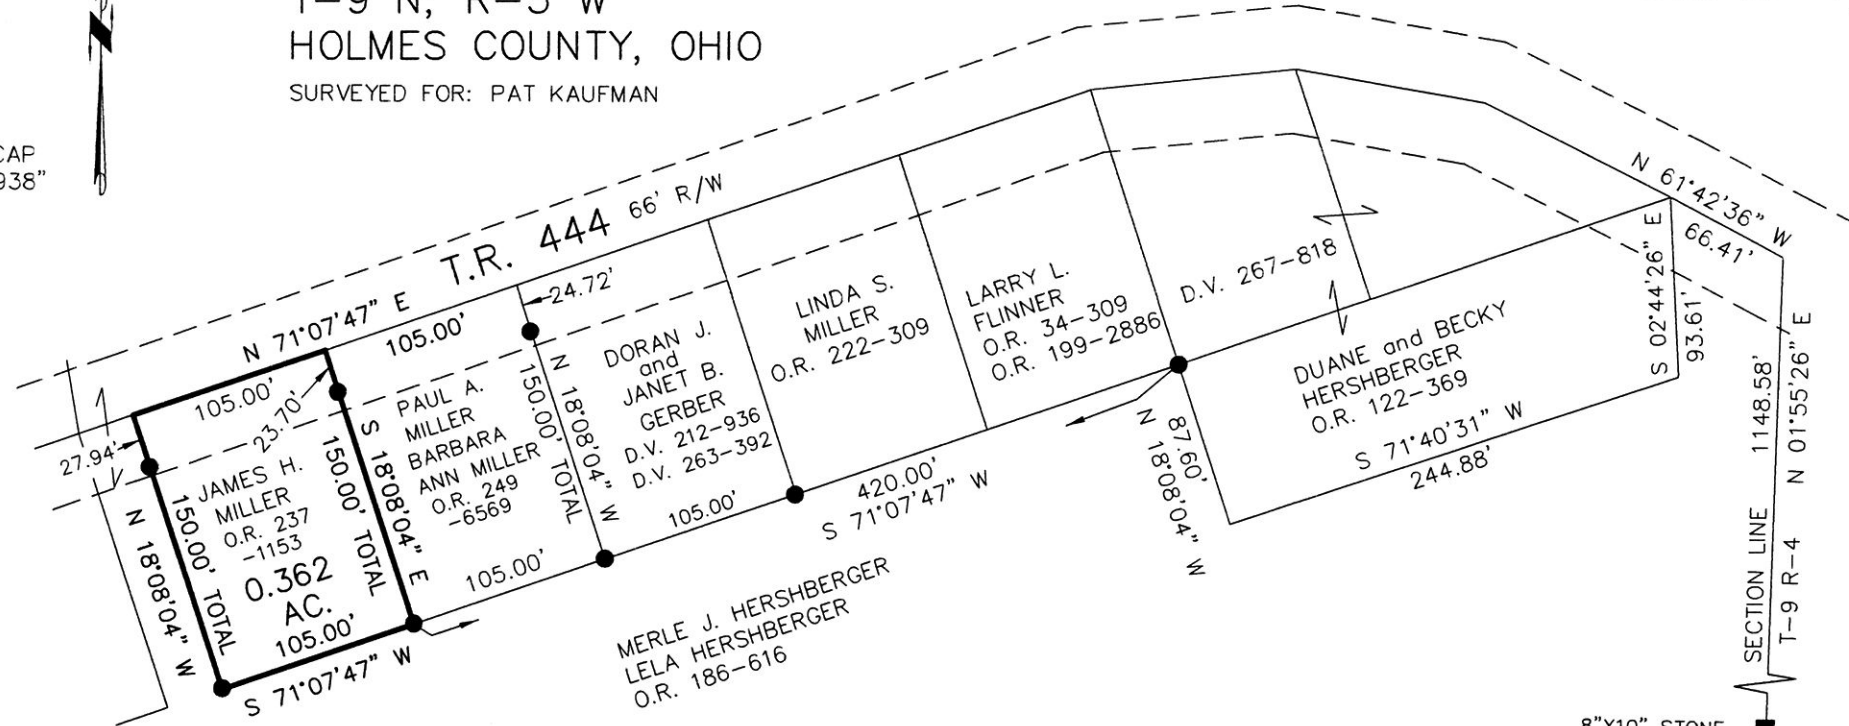 T-9 N, R-5 W
HOLMES COUNTY, OHIO
SURVEYED FOR: PAT KAUFMAN
CAP
938"
T.R. 444 66' R/W
N 71°07'47" E
105.00'
24.72'
105.00'
23.70'
27.94'
JAMES H.
MILLER
O.R. 237
-1153
0.362
AC.
105.00'
N 18°08'04" W
150.00' TOTAL
150.00' TOTAL
S 18°08'04" E
S 71°07'47" W
PAUL A.
MILLER
BARBARA
ANN MILLER
O.R. 249
-6569
105.00'
150.00' TOTAL
N 18°08'04" W
DORAN J.
and
JANET B.
GERBER
D.V. 212-936
D.V. 263-392
105.00'
LINDA S.
MILLER
O.R. 222-309
420.00'
S 71°07'47" W
LARRY L.
FLINNER
O.R. 34-309
O.R. 199-2886
D.V. 267-818
87.60'
N 18°08'04" W
DUANE and BECKY
HERSHBERGER
O.R. 122-369
S 71°40'31" W
244.88'
S 02°44'26" E
93.61'
N 61°42'36" W
66.41'
SECTION LINE 1148.58'
T-9 R-4 N 01°55'26" E
MERLE J. HERSHBERGER
LELA HERSHBERGER
O.R. 186-616
8"X10" STONE